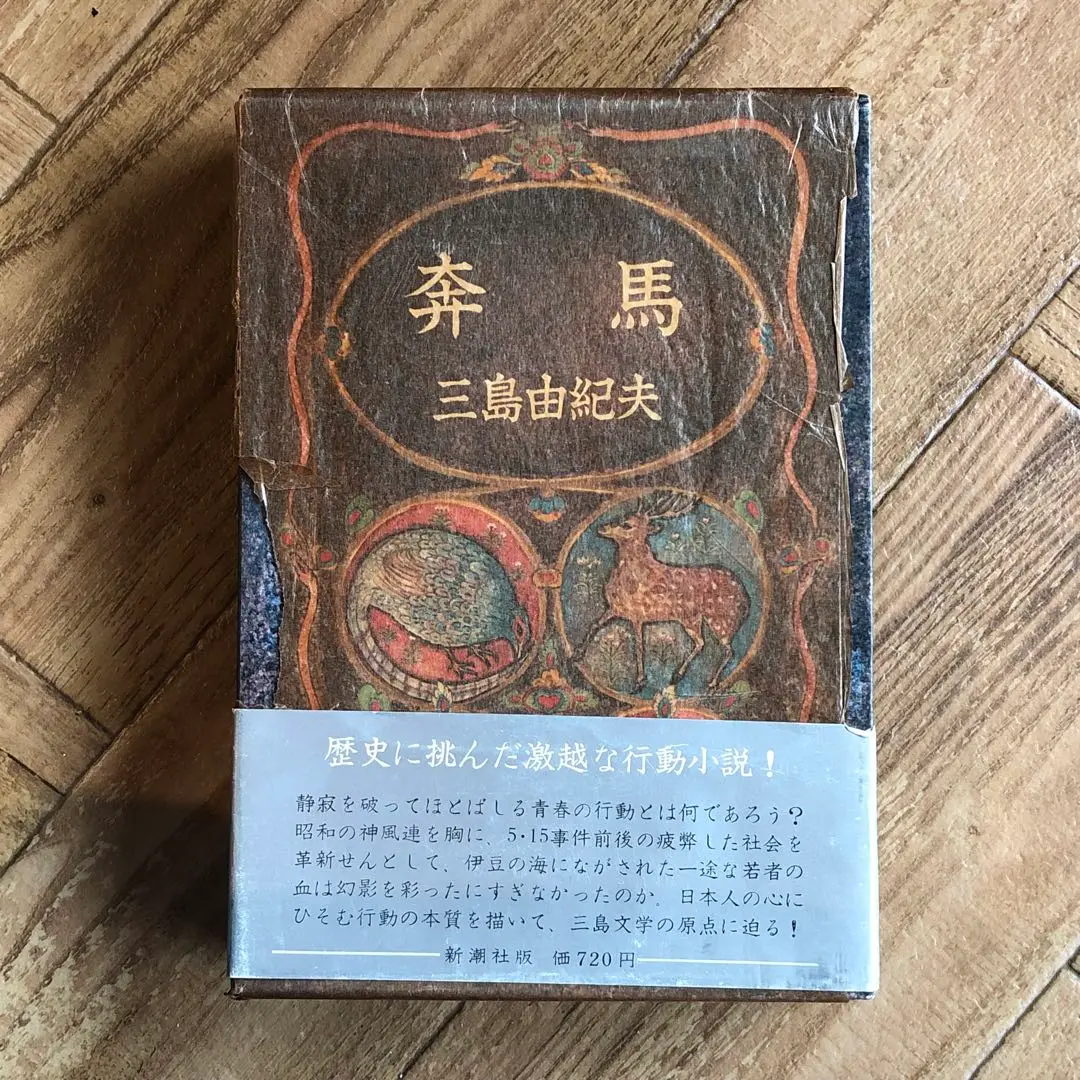 奔馬
三島由紀夫
歴史に挑んだ激越な行動小説！
静寂を破ってほとばしる青春の行動とは何であろう？
昭和の神風連を胸に、5・15事件前後の疲弊した社会を
革新せんとして、伊豆の海にながされた一途な若者の
血は幻影を彩ったにすぎなかったのか。日本人の心に
ひそむ行動の本質を描いて、三島文学の原点に迫る！
新潮社版 価720円